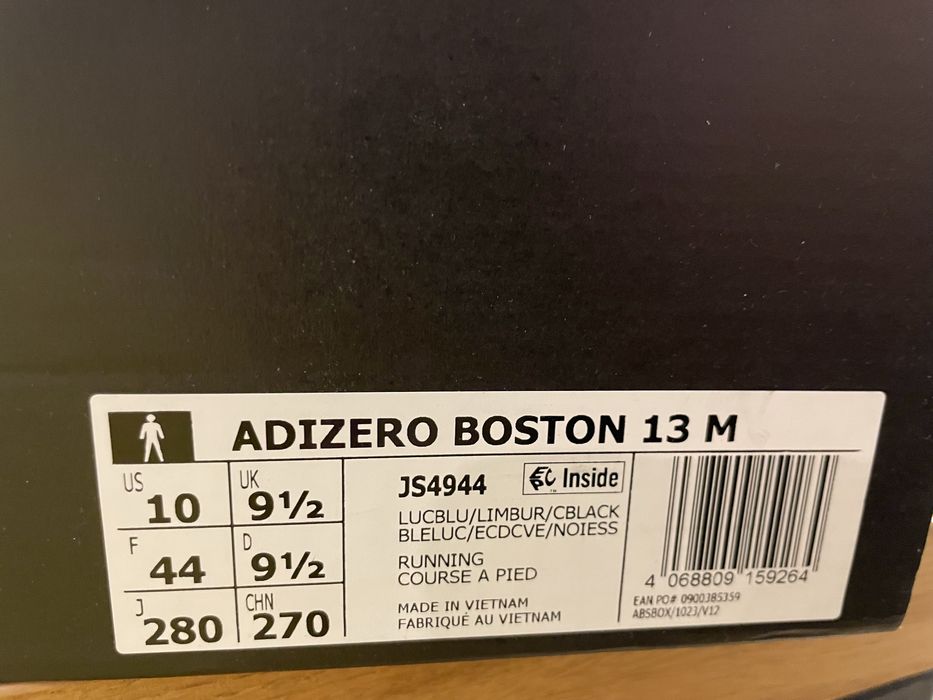 ADIZERO BOSTON 13 M
US
10
UK
9½
F
44
D
9½
J
280
CHN
270
JS4944
Inside
LUCBLU/LIMBUR/CBLACK
BLELUC/ECDCVE/NOIESS
RUNNING
COURSE A PIED
MADE IN VIETNAM
FABRIQUÉ AU VIETNAM
4 068809 159264
EAN PO# 0900385359
ABSBOX/1023/V12